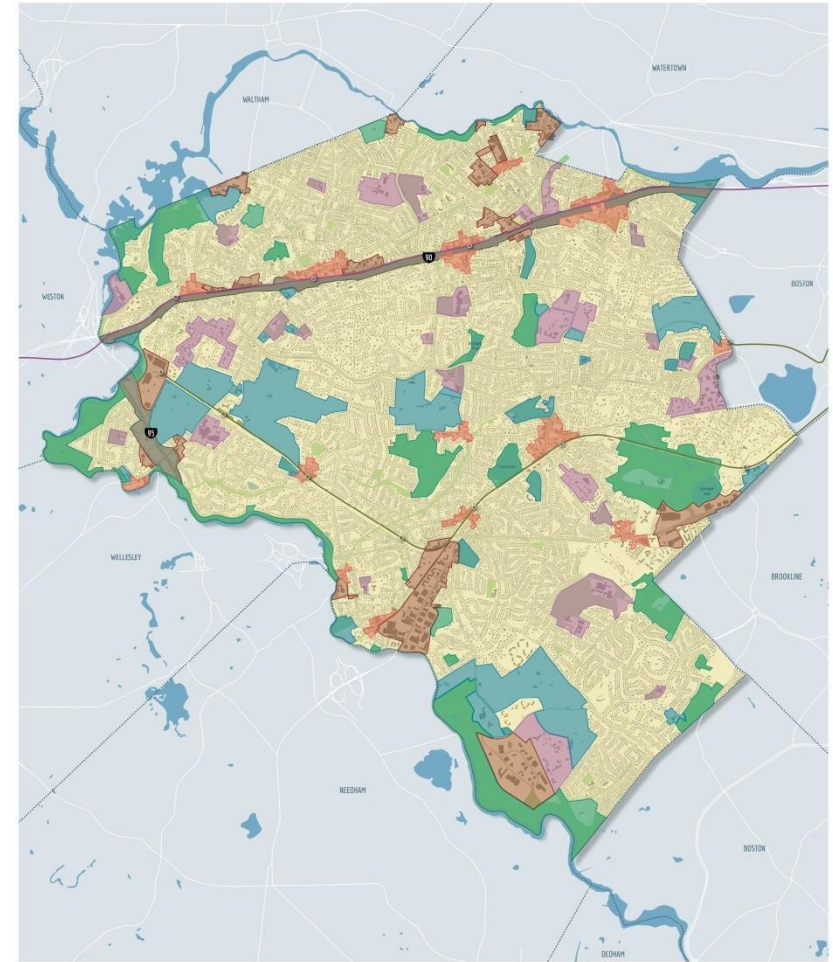 WATERTOWN
WALTHAM
90
BOSTON
WESTON
95
WELLESLEY
BROOKLINE
NEEDHAM
BOSTON
DEDHAM